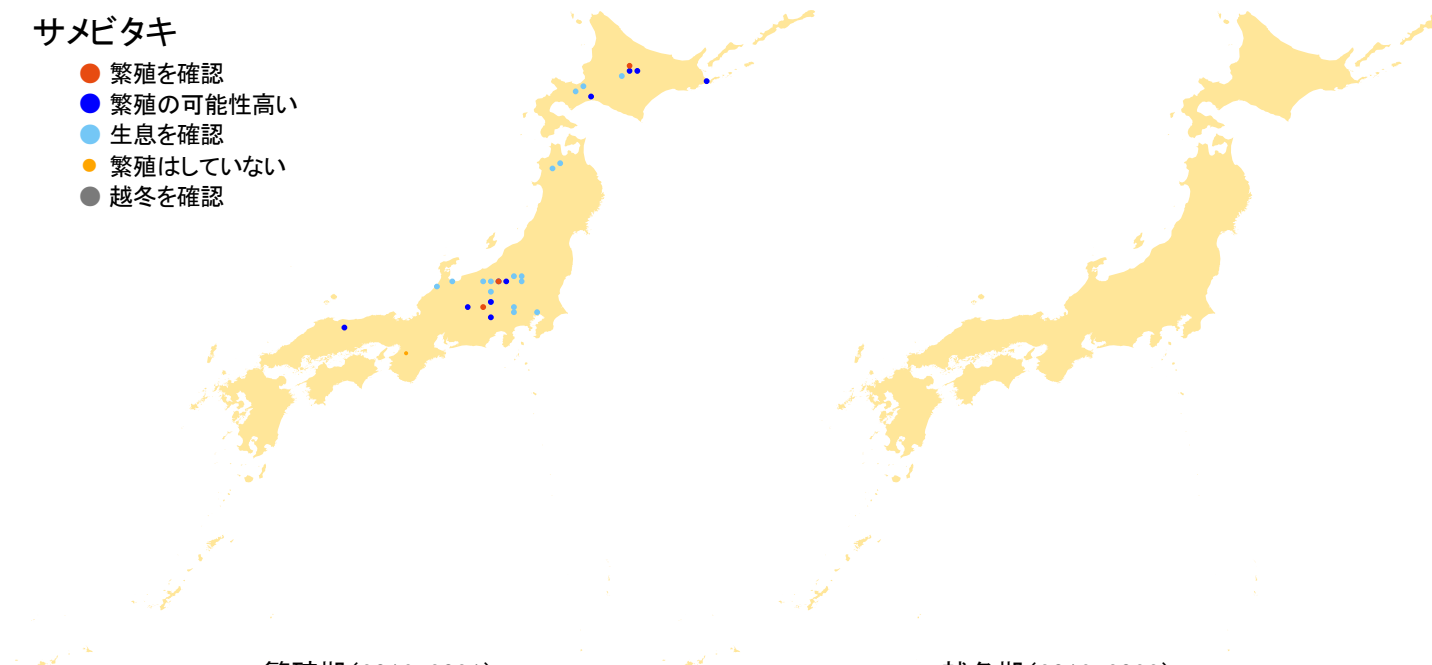 サメビタキ
繁殖を確認
繁殖の可能性高い
生息を確認
繁殖はしていない
越冬を確認